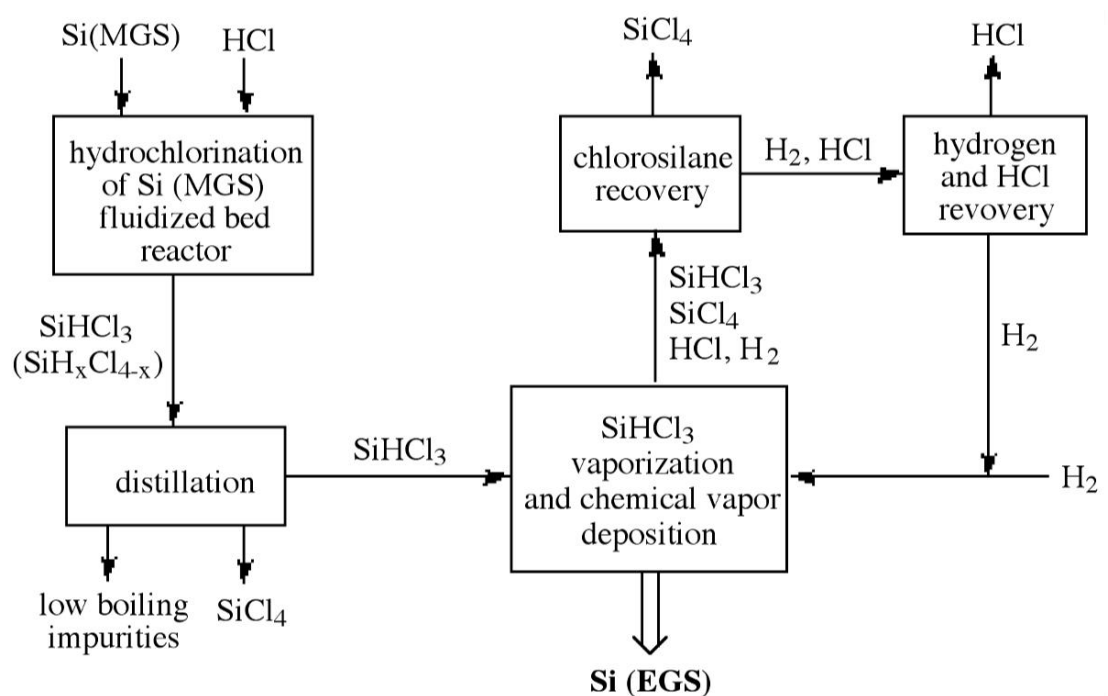 Si(MGS)
HCl
hydrochlorination
of Si (MGS)
fluidized bed
reactor
SiHCl₃
(SiHₓCl₄₋ₓ)
distillation
low boiling
impurities
SiCl₄
SiHCl₃
SiHCl₃
vaporization
and chemical vapor
deposition
Si (EGS)
SiHCl₃
SiCl₄
HCl, H₂
chlorosilane
recovery
SiCl₄
H₂, HCl
hydrogen
and HCl
revovery
HCl
H₂
H₂